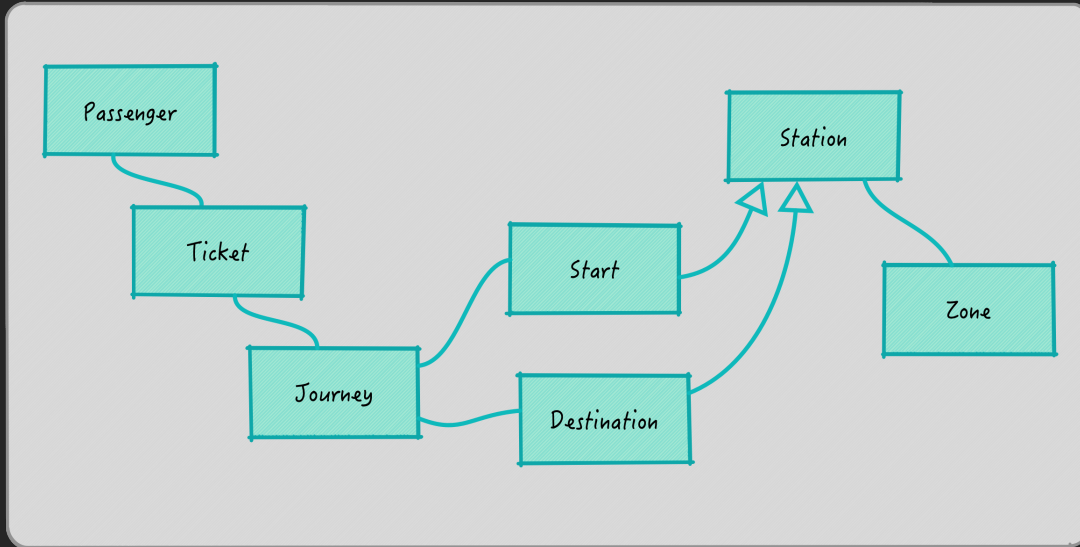 Passenger
Station
Ticket
Start
Zone
Journey
Destination